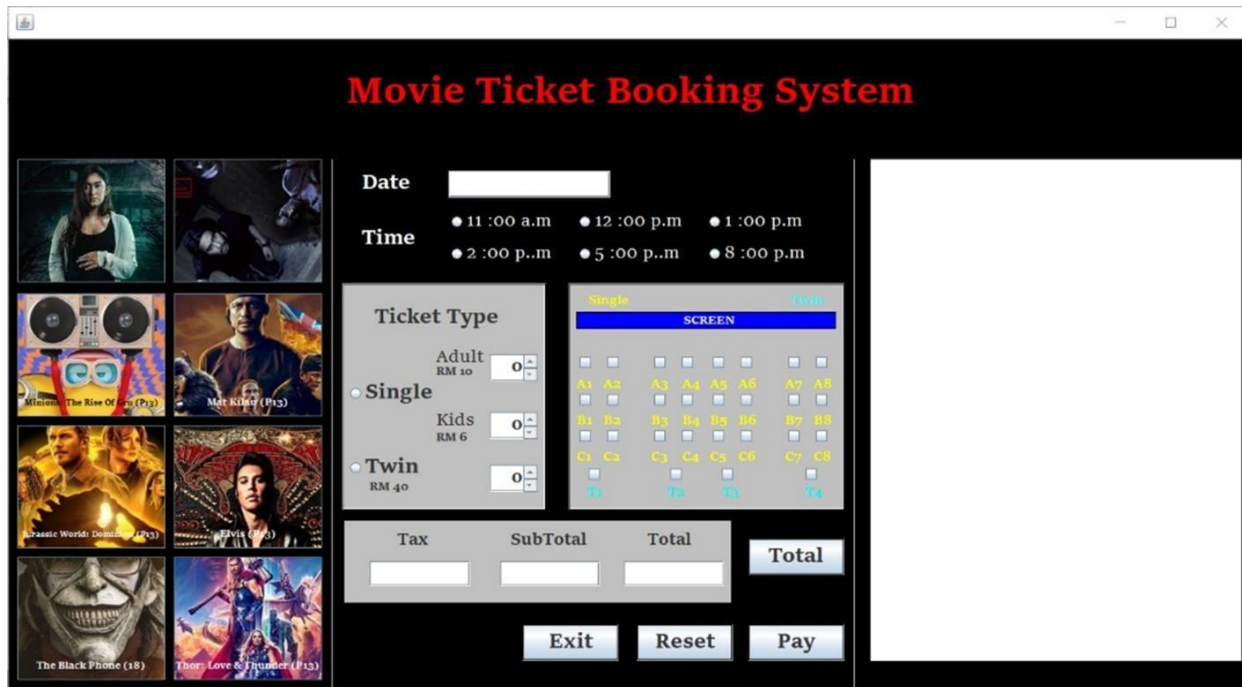 Movie Ticket Booking System
Minions: The Rise Of Gru (P13)
Mat Kilau (P13)
Jurassic World: Dominion (P13)
Elvis (P13)
The Black Phone (18)
Thor: Love & Thunder (P13)
Date
Time
11 :00 a.m
12 :00 p.m
1 :00 p.m
2 :00 p..m
5 :00 p..m
8 :00 p.m
Ticket Type
Adult
RM 10
0
Single
Kids
RM 6
0
Twin
RM 40
0
Single Twin
SCREEN
A1 A2 A3 A4 A5 A6 A7 A8
B1 B2 B3 B4 B5 B6 B7 B8
C1 C2 C3 C4 C5 C6 C7 C8
T1 T2 T3 T4
Tax SubTotal Total
Total
Exit Reset Pay